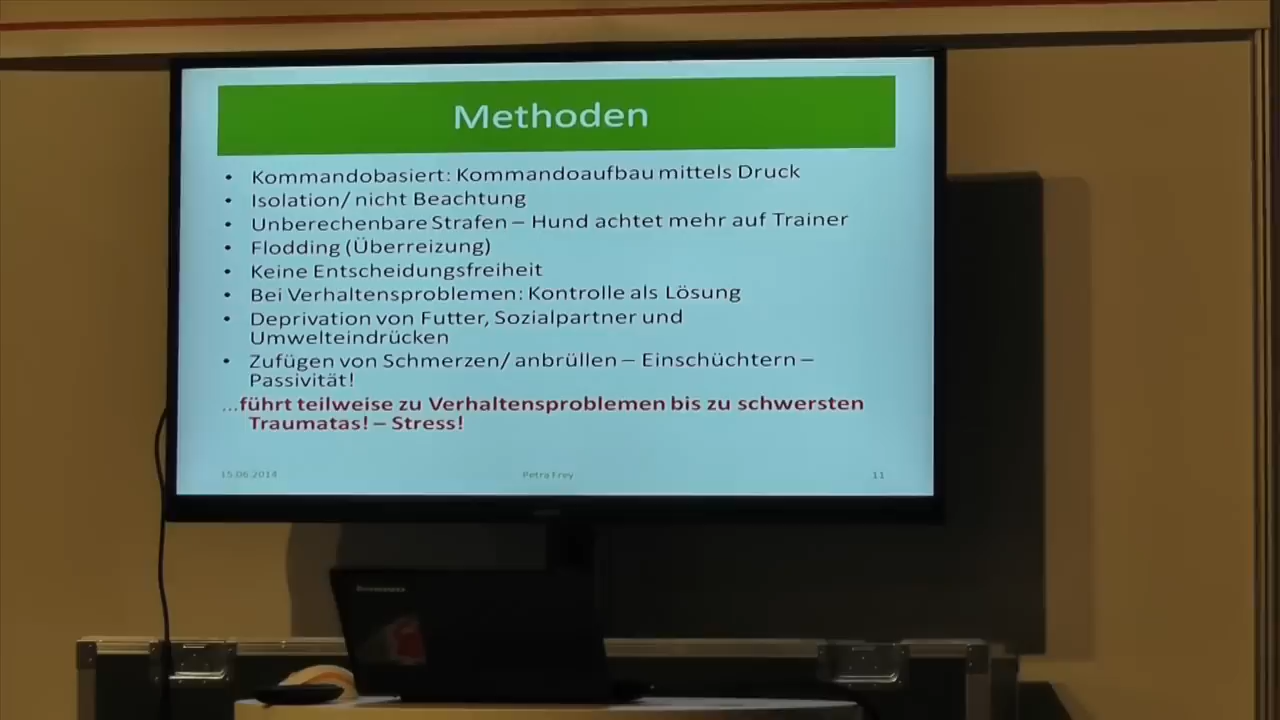 Methoden
• Kommandobasiert: Kommandoaufbau mittels Druck
• Isolation/ nicht Beachtung
• Unberechenbare Strafen – Hund achtet mehr auf Trainer
• Flodding (Überreizung)
• Keine Entscheidungsfreiheit
• Bei Verhaltensproblemen: Kontrolle als Lösung
• Deprivation von Futter, Sozialpartner und
Umwelteindrücken
• Zufügen von Schmerzen/ anbrüllen – Einschüchtern –
Passivität!
...führt teilweise zu Verhaltensproblemen bis zu schwersten
Traumatas! – Stress!
15.06.2014 Petra Frey 11